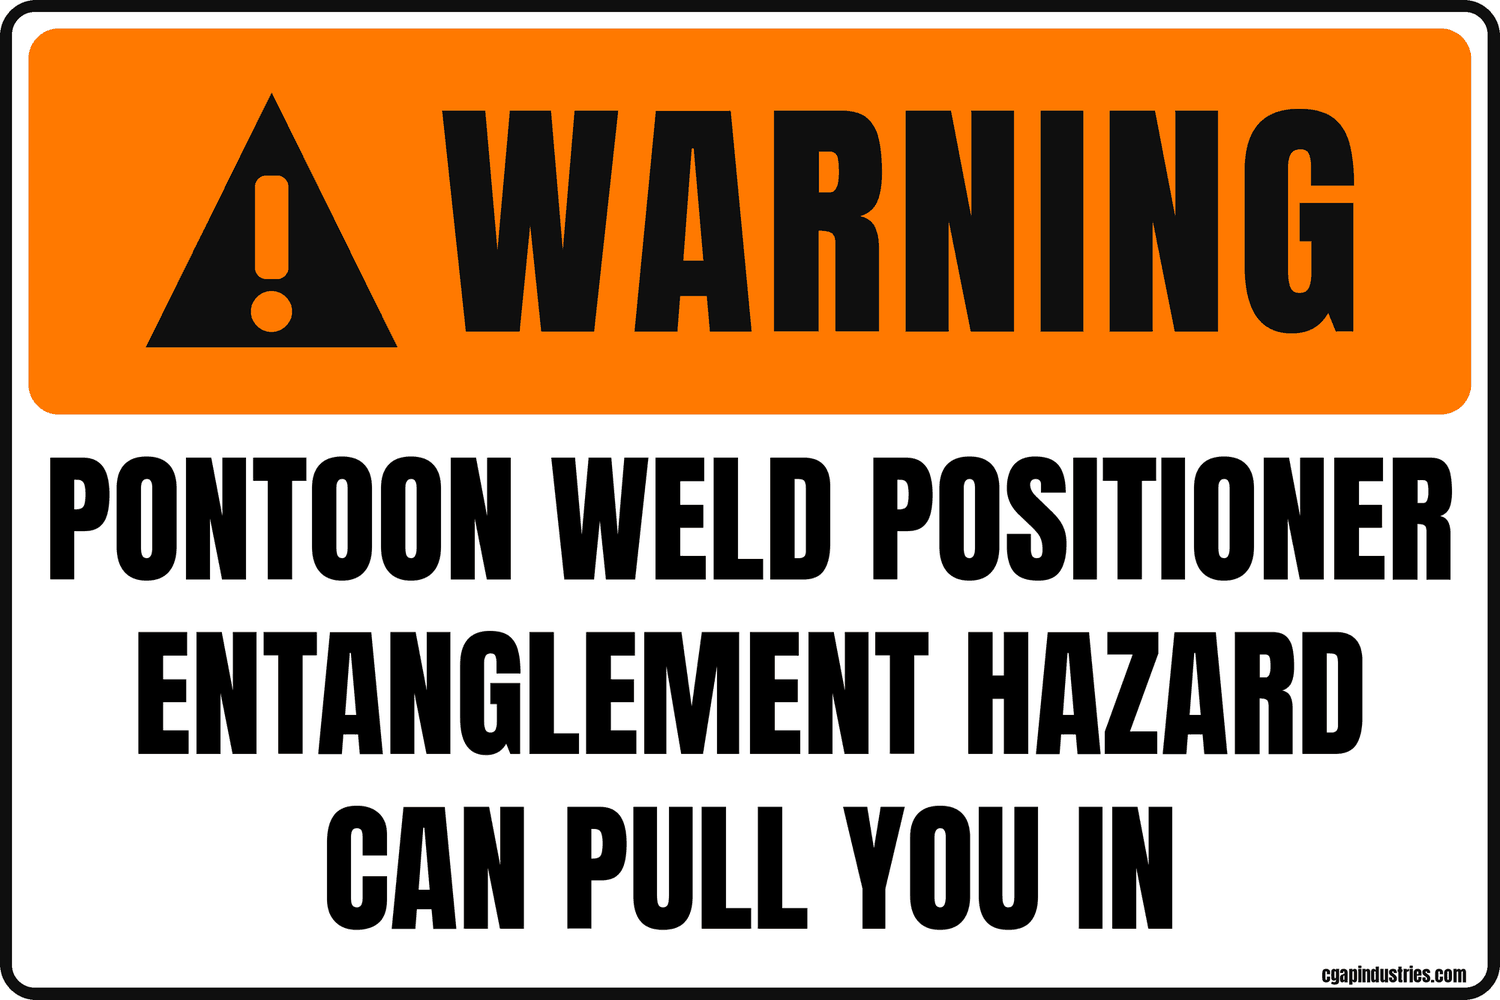 WARNING
PONTOON WELD POSITIONER
ENTANGLEMENT HAZARD
CAN PULL YOU IN
cgapindustries.com